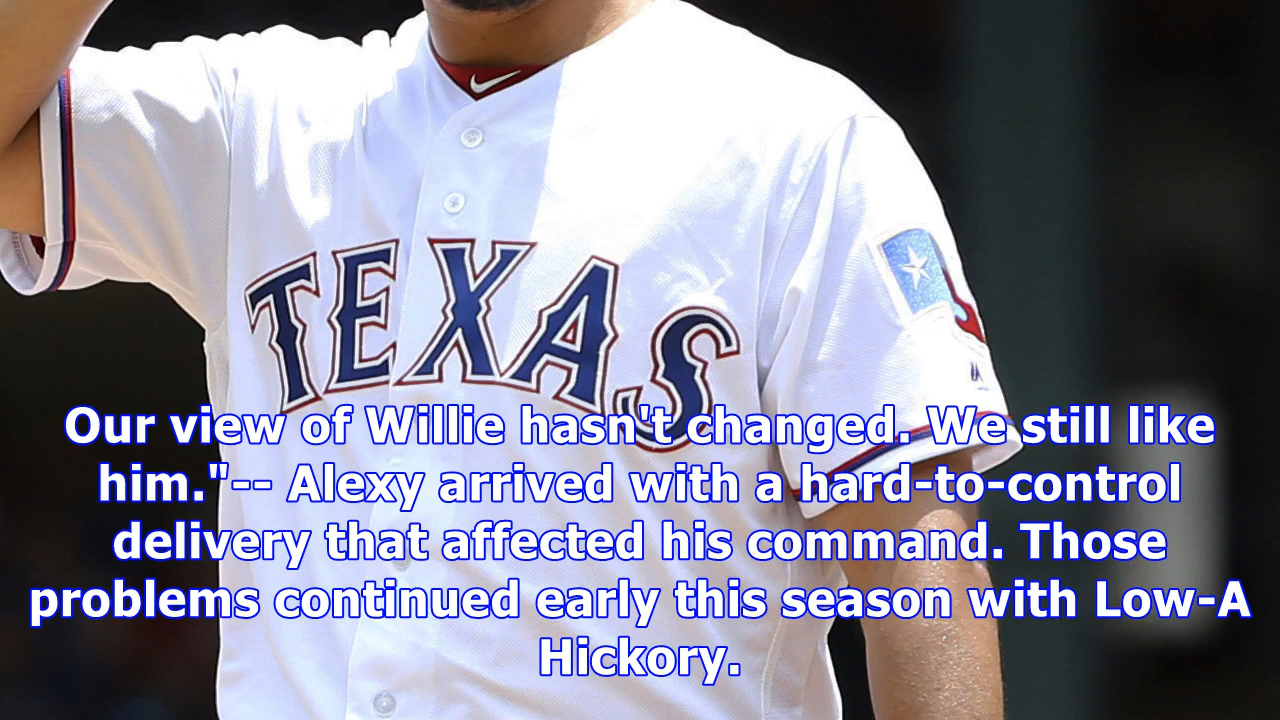 TEXAS
Our view of Willie hasn't changed. We still like
him."-- Alexy arrived with a hard-to-control
delivery that affected his command. Those
problems continued early this season with Low-A
Hickory.